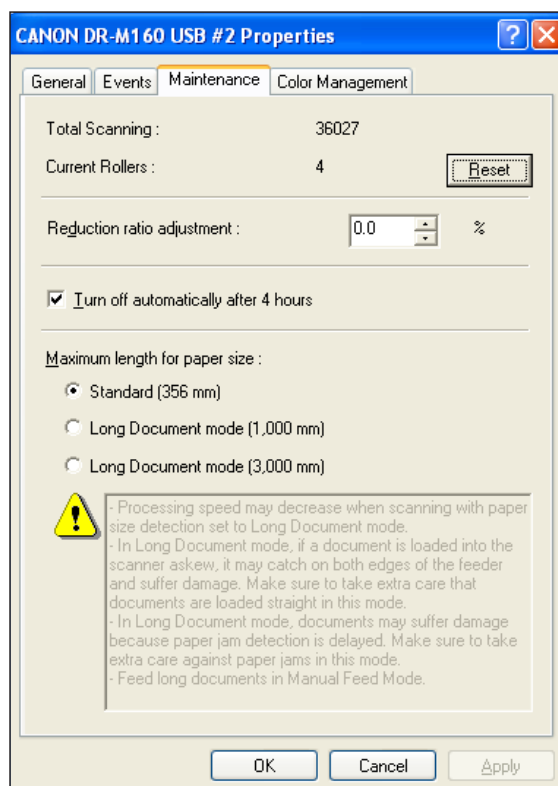 CANON DR-M160 USB #2 Properties
General Events Maintenance Color Management
Total Scanning : 36027
Current Rollers : 4 Reset
Reduction ratio adjustment : 0.0 %
Turn off automatically after 4 hours
Maximum length for paper size :
Standard (356 mm)
Long Document mode (1,000 mm)
Long Document mode (3,000 mm)
- Processing speed may decrease when scanning with paper
size detection set to Long Document mode.
- In Long Document mode, if a document is loaded into the
scanner askew, it may catch on both edges of the feeder
and suffer damage. Make sure to take extra care that
documents are loaded straight in this mode.
- In Long Document mode, documents may suffer damage
because paper jam detection is delayed. Make sure to take
extra care against paper jams in this mode.
- Feed long documents in Manual Feed Mode.
OK Cancel Apply